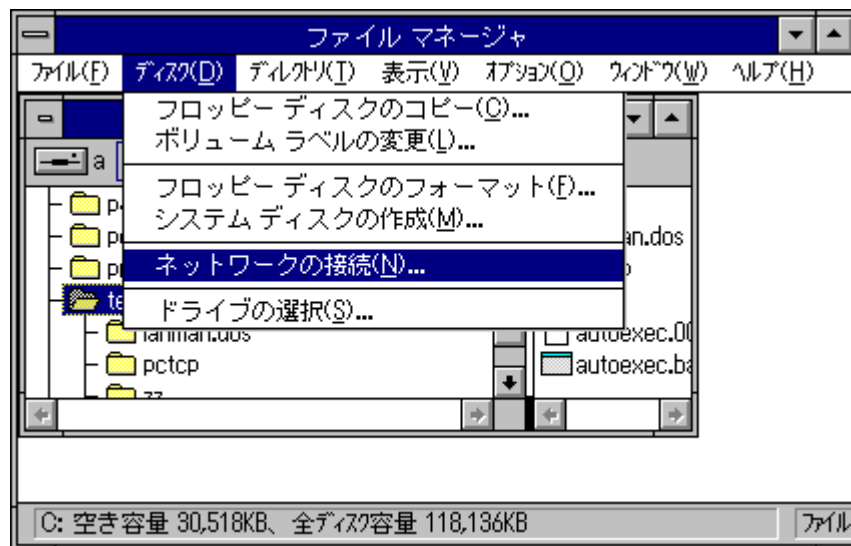 ファイル マネージャ
ファイル(F) ディスク(D) ディレクトリ(T) 表示(V) オプション(O) ウィンドウ(W) ヘルプ(H)
フロッピー ディスクのコピー(C)...
ボリューム ラベルの変更(L)...
a
フロッピー ディスクのフォーマット(F)...
システム ディスクの作成(M)...
an.dos
ネットワークの接続(N)...
te
ドライブの選択(S)...
lanman.dos
autoexec.00
pctcp
autoexec.ba
zz
C: 空き容量 30,518KB、全ディスク容量 118,136KB
ファイル